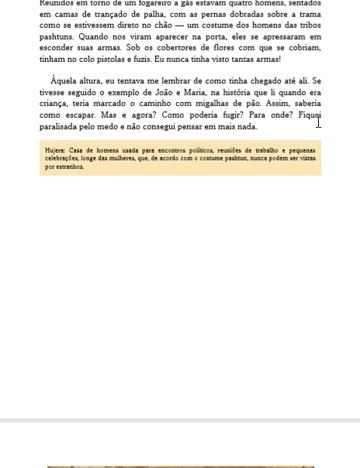 Reunidos em torno de um fogareiro a gás estavam quatro homens, sentados
em camas de trançado de palha, com as pernas dobradas sobre a trama
como se estivessem direto no chão — um costume dos homens das tribos
pashtuns. Quando nos viram aparecer na porta, eles se apressaram em
esconder suas armas. Sob os cobertores de flores com que se cobriam,
tinham no colo pistolas e fuzis. Eu nunca tinha visto tantas armas!
Àquela altura, eu tentava me lembrar de como tinha chegado até ali. Se
tivesse seguido o exemplo de João e Maria, na história que li quando era
criança, teria marcado o caminho com migalhas de pão. Assim, saberia
como escapar. Mas e agora? Como poderia fugir? Para onde? Fiquei
paralisada pelo medo e não consegui pensar em mais nada.
Hujera: Casa de homens usada para encontros políticos, reuniões de trabalho e pequenas
celebrações, longe das mulheres, que, de acordo com o costume pashtun, nunca podem ser vistas
por estranhos.